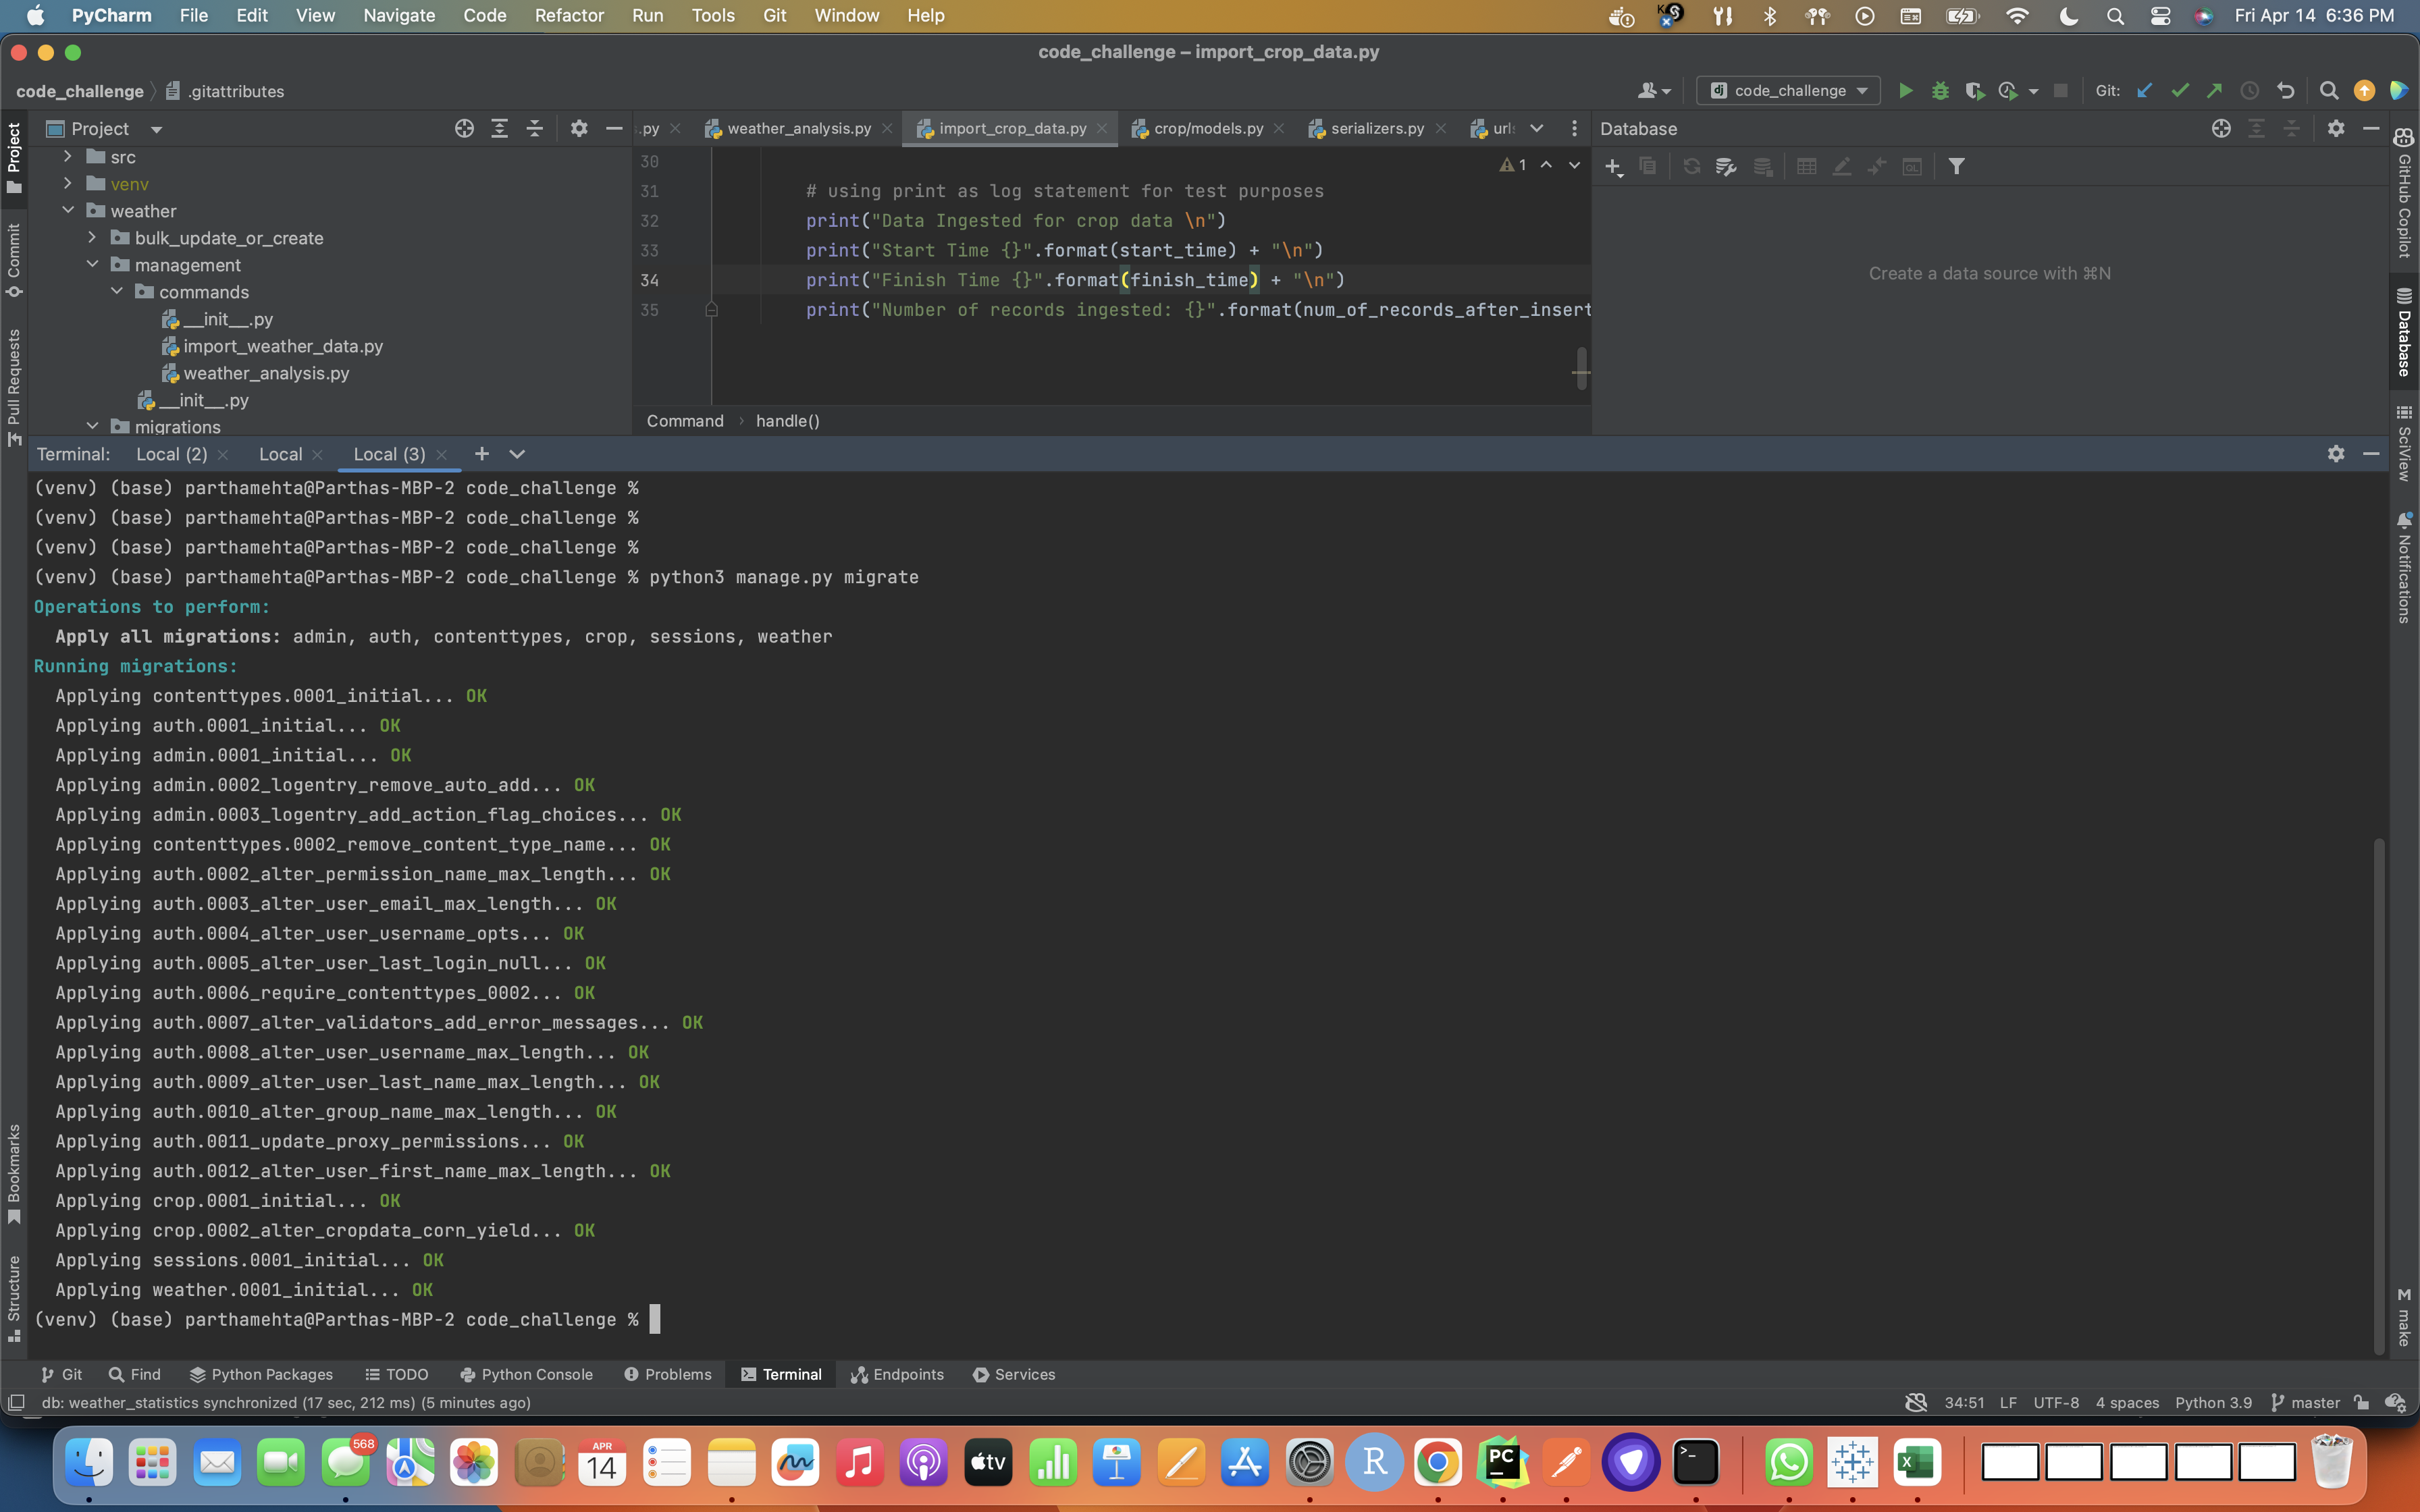 PyCharm File Edit View Navigate Code Refactor Run Tools Git Window Help Fri Apr 14 6:36 PM
code_challenge – import_crop_data.py
code_challenge .gitattributes
code_challenge
Git:
Project
.py
weather_analysis.py
import_crop_data.py
crop/models.py
serializers.py
url
Database
src
venv
weather
bulk_update_or_create
management
commands
__init__.py
import_weather_data.py
weather_analysis.py
__init__.py
migrations
30
31 # using print as log statement for test purposes
32 print("Data Ingested for crop data \n")
33 print("Start Time {}".format(start_time) + "\n")
34 print("Finish Time {}".format(finish_time) + "\n")
35 print("Number of records ingested: {}".format(num_of_records_after_insert
1
Command handle()
Create a data source with ⌘N
Project
Commit
Pull Requests
Bookmarks
Structure
GitHub Copilot
Database
SciView
Notifications
M make
Terminal: Local (2) Local Local (3)
(venv) (base) parthamehta@Parthas-MBP-2 code_challenge %
(venv) (base) parthamehta@Parthas-MBP-2 code_challenge %
(venv) (base) parthamehta@Parthas-MBP-2 code_challenge %
(venv) (base) parthamehta@Parthas-MBP-2 code_challenge % python3 manage.py migrate
Operations to perform:
Apply all migrations: admin, auth, contenttypes, crop, sessions, weather
Running migrations:
Applying contenttypes.0001_initial... OK
Applying auth.0001_initial... OK
Applying admin.0001_initial... OK
Applying admin.0002_logentry_remove_auto_add... OK
Applying admin.0003_logentry_add_action_flag_choices... OK
Applying contenttypes.0002_remove_content_type_name... OK
Applying auth.0002_alter_permission_name_max_length... OK
Applying auth.0003_alter_user_email_max_length... OK
Applying auth.0004_alter_user_username_opts... OK
Applying auth.0005_alter_user_last_login_null... OK
Applying auth.0006_require_contenttypes_0002... OK
Applying auth.0007_alter_validators_add_error_messages... OK
Applying auth.0008_alter_user_username_max_length... OK
Applying auth.0009_alter_user_last_name_max_length... OK
Applying auth.0010_alter_group_name_max_length... OK
Applying auth.0011_update_proxy_permissions... OK
Applying auth.0012_alter_user_first_name_max_length... OK
Applying crop.0001_initial... OK
Applying crop.0002_alter_cropdata_corn_yield... OK
Applying sessions.0001_initial... OK
Applying weather.0001_initial... OK
(venv) (base) parthamehta@Parthas-MBP-2 code_challenge %
Git Find Python Packages TODO Python Console Problems Terminal Endpoints Services
db: weather_statistics synchronized (17 sec, 212 ms) (5 minutes ago) 34:51 LF UTF-8 4 spaces Python 3.9 master
568
APR
14
tv
R
PC
X